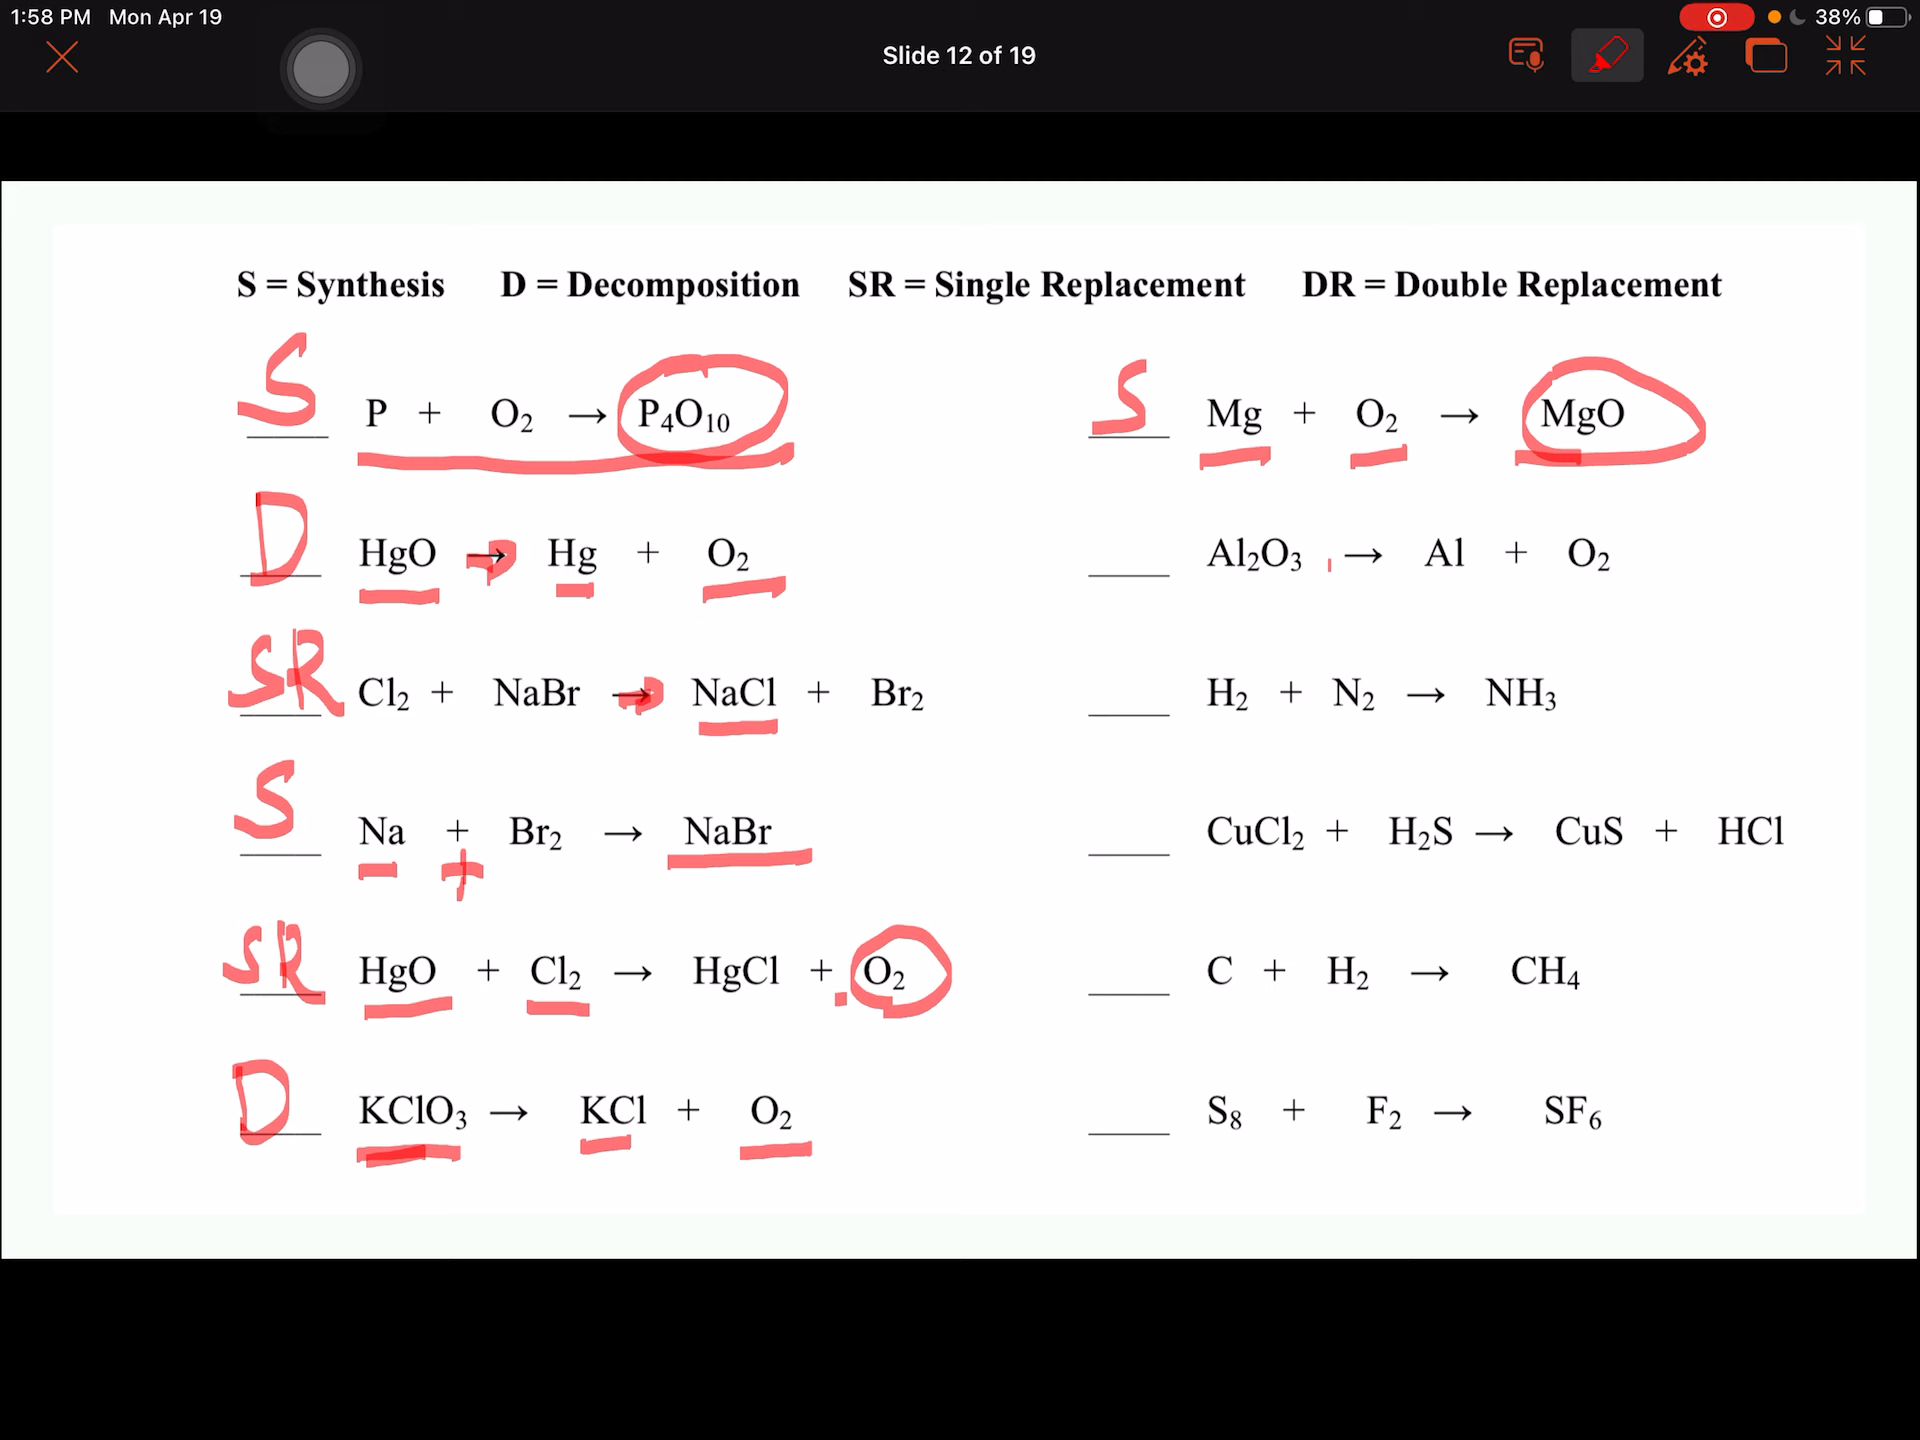 1:58 PM Mon Apr 19
38%
Slide 12 of 19
S = Synthesis D = Decomposition SR = Single Replacement DR = Double Replacement
S P + O₂ → P₄O₁₀
D HgO → Hg + O₂
SR Cl₂ + NaBr → NaCl + Br₂
S Na + Br₂ → NaBr
+
SR HgO + Cl₂ → HgCl + O₂
D KClO₃ → KCl + O₂
S Mg + O₂ → MgO
Al₂O₃ → Al + O₂
H₂ + N₂ → NH₃
CuCl₂ + H₂S → CuS + HCl
C + H₂ → CH₄
S₈ + F₂ → SF₆